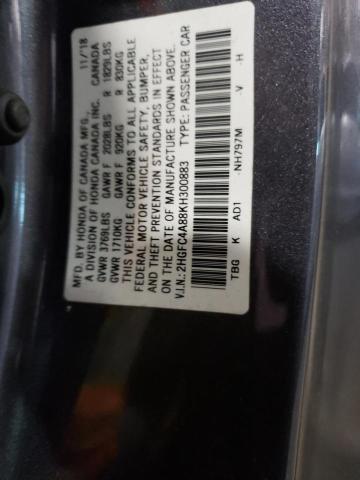 MFD. BY HONDA OF CANADA MFG. 11/18
A DIVISION OF HONDA CANADA INC. CANADA
GVWR 3769LBS GAWR F 2028LBS R 1829LBS
GVWR 1710KG GAWR F 920KG R 830KG
THIS VEHICLE CONFORMS TO ALL APPLICABLE
FEDERAL MOTOR VEHICLE SAFETY, BUMPER,
AND THEFT PREVENTION STANDARDS IN EFFECT
ON THE DATE OF MANUFACTURE SHOWN ABOVE.
V.I.N.: 2HGFC4A88KH300883 TYPE: PASSENGER CAR
TBG K AD1 NH797M V H